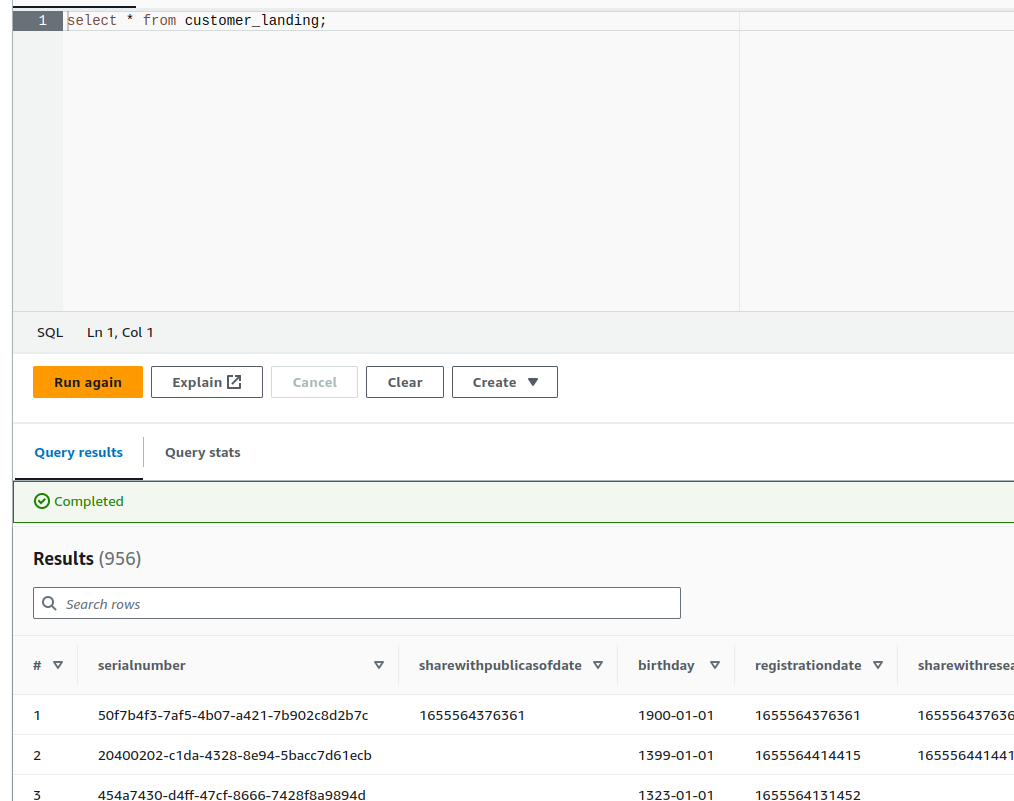 1 select * from customer_landing;
SQL Ln 1, Col 1
Run again Explain Cancel Clear Create
Query results Query stats
Completed
Results (956)
Search rows
# serialnumber sharewithpublicasofdate birthday registrationdate sharewithresea
1 50f7b4f3-7af5-4b07-a421-7b902c8d2b7c 1655564376361 1900-01-01 1655564376361 165556437636
2 20400202-c1da-4328-8e94-5bacc7d61ecb 1399-01-01 1655564414415 165556441441
3 454a7430-d4ff-47cf-8666-7428f8a9894d 1323-01-01 1655564131452